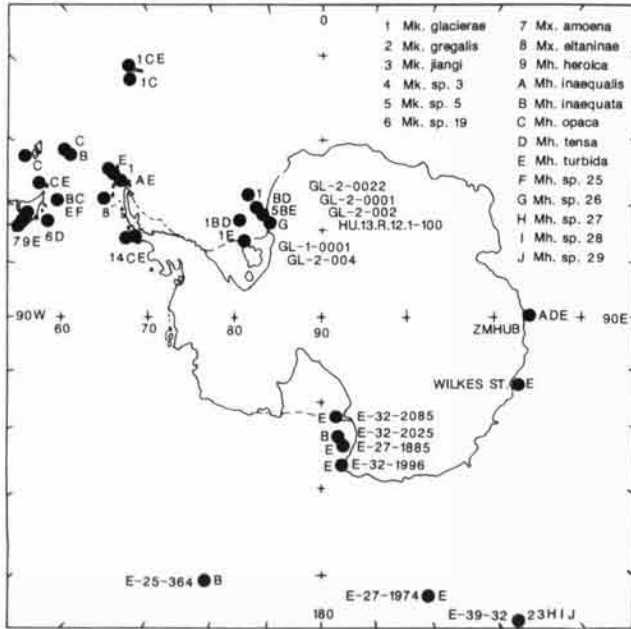 0
1 Mk. glacierae
2 Mk. gregalis
3 Mk. jiangi
4 Mk. sp. 3
5 Mk. sp. 5
6 Mk. sp. 19
7 Mx. amoena
8 Mx. eltaninae
9 Mh. heroica
A Mh. inaequalis
B Mh. inaequata
C Mh. opaca
D Mh. tensa
E Mh. turbida
F Mh. sp. 25
G Mh. sp. 26
H Mh. sp. 27
I Mh. sp. 28
J Mh. sp. 29
1CE
1C
C
B
C
E
1
AE
CE
BC
EF
8
79E
6D
14CE
1
BD
5BE
1BD
G
1E
GL-2-0022
GL-2-0001
GL-2-002
HU.13.R.12.1-100
GL-1-0001
GL-2-004
90W
60
70
80
90
ZMHUB
ADE
90E
WILKES ST.
E
E
E-32-2085
B
E-32-2025
E
E-27-1885
E
E-32-1996
E-25-364
B
E-27-1974
E
E-39-32
23HIJ
180